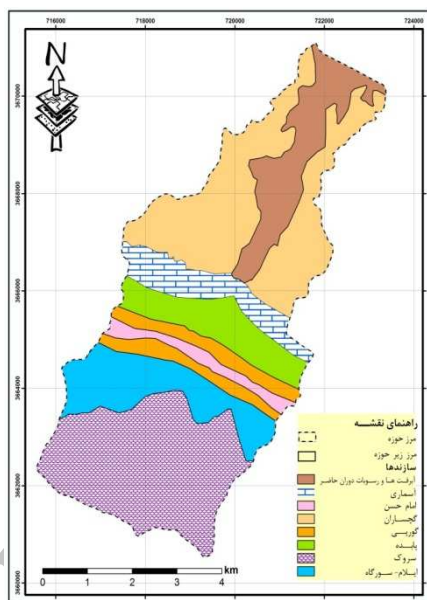 716000 718000 720000 722000 724000
N
3670000
3668000
3666000
3664000
3662000
3660000
راهنمای نقشه
مرز حوزه
مرز زیر حوزه
سازندها
آبرفت ها و رسوبات دوران حاضر
آسماری
امام حسن
گچساران
گورپی
پابده
سروک
ایلام-سورگاه
km
0 1 2 3 4